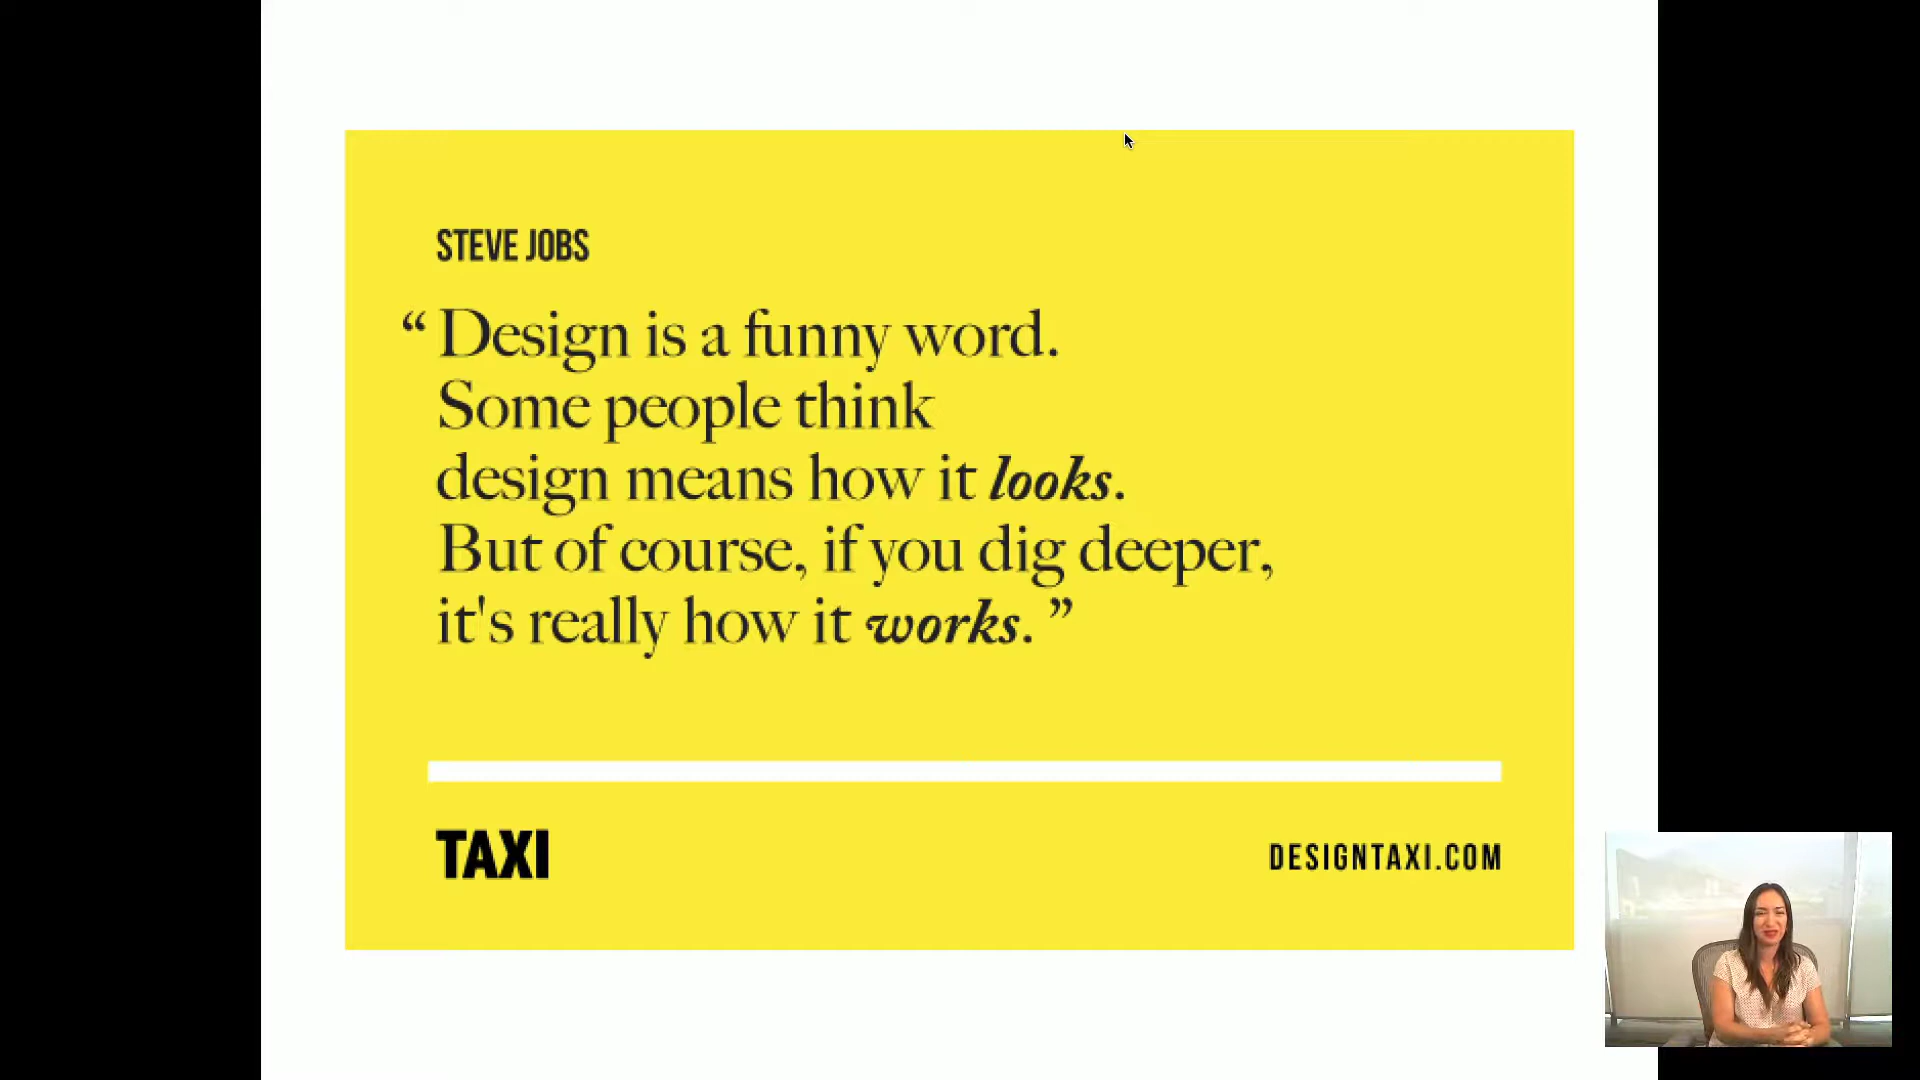 STEVE JOBS
“ Design is a funny word.
Some people think
design means how it looks.
But of course, if you dig deeper,
it's really how it works. ”
TAXI
DESIGNTAXI.COM